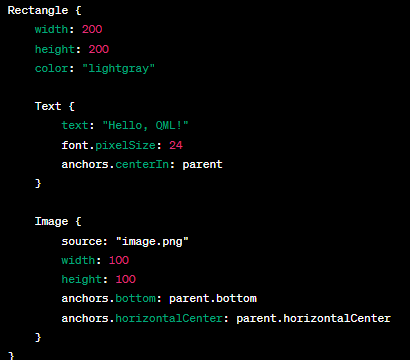 Rectangle {
    width: 200
    height: 200
    color: "lightgray"

    Text {
        text: "Hello, QML!"
        font.pixelSize: 24
        anchors.centerIn: parent
    }

    Image {
        source: "image.png"
        width: 100
        height: 100
        anchors.bottom: parent.bottom
        anchors.horizontalCenter: parent.horizontalCenter
    }
}